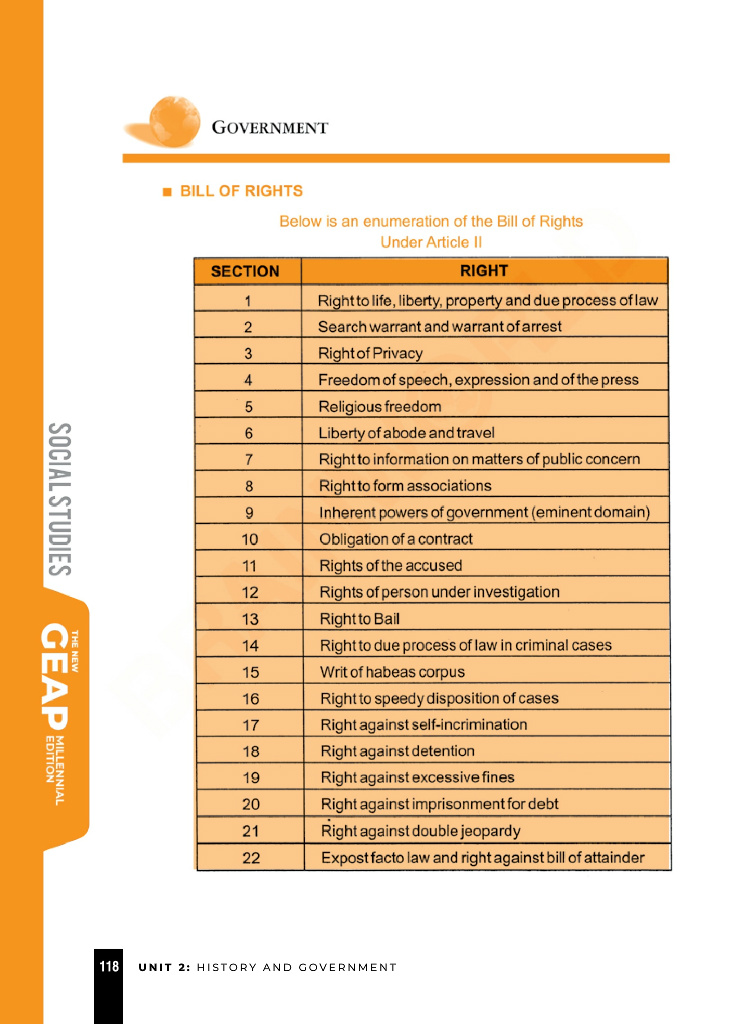 GOVERNMENT
■ BILL OF RIGHTS
Below is an enumeration of the Bill of Rights
Under Article II
SECTION RIGHT
1 Right to life, liberty, property and due process of law
2 Search warrant and warrant of arrest
3 Right of Privacy
4 Freedom of speech, expression and of the press
5 Religious freedom
6 Liberty of abode and travel
7 Right to information on matters of public concern
8 Right to form associations
9 Inherent powers of government (eminent domain)
10 Obligation of a contract
11 Rights of the accused
12 Rights of person under investigation
13 Right to Bail
14 Right to due process of law in criminal cases
15 Writ of habeas corpus
16 Right to speedy disposition of cases
17 Right against self-incrimination
18 Right against detention
19 Right against excessive fines
20 Right against imprisonment for debt
21 Right against double jeopardy
22 Expost facto law and right against bill of attainder
SOCIAL STUDIES
THE NEW
GEAP
MILLENNIAL
EDITION
118 UNIT 2: HISTORY AND GOVERNMENT